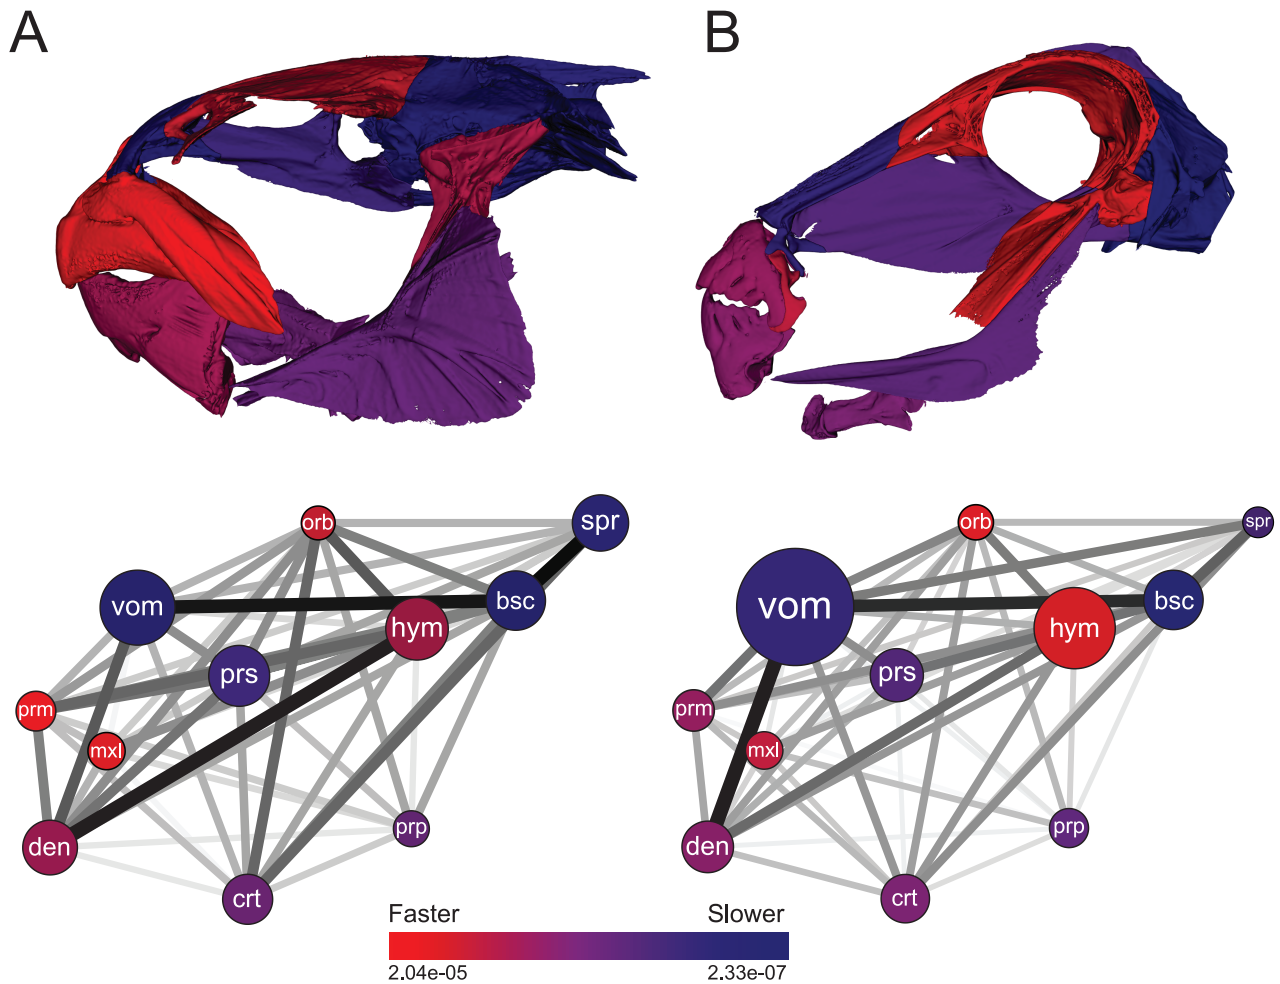 A
B
orb
spr
vom
bsc
hym
prs
prm
mxl
den
prp
crt
orb
spr
vom
bsc
hym
prs
prm
mxl
den
prp
crt
Faster Slower
2.04e-05 2.33e-07